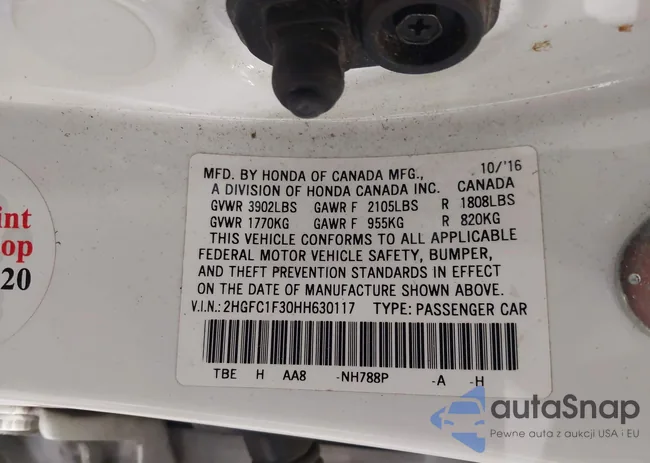 MFD. BY HONDA OF CANADA MFG., 10/'16
A DIVISION OF HONDA CANADA INC. CANADA
GVWR 3902LBS GAWR F 2105LBS R 1808LBS
GVWR 1770KG GAWR F 955KG R 820KG
THIS VEHICLE CONFORMS TO ALL APPLICABLE
FEDERAL MOTOR VEHICLE SAFETY, BUMPER,
AND THEFT PREVENTION STANDARDS IN EFFECT
ON THE DATE OF MANUFACTURE SHOWN ABOVE.
V.I.N.: 2HGFC1F30HH630117 TYPE: PASSENGER CAR
TBE H AA8 -NH788P -A -H
int
op
20
autaSnap
Pewne auta z aukcji USA i EU